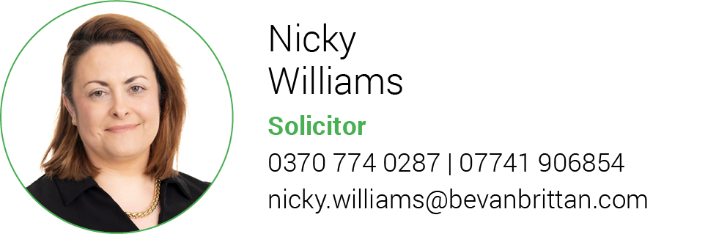 Nicky
Williams
Solicitor
0370 774 0287 | 07741 906854
nicky.williams@bevanbrittan.com